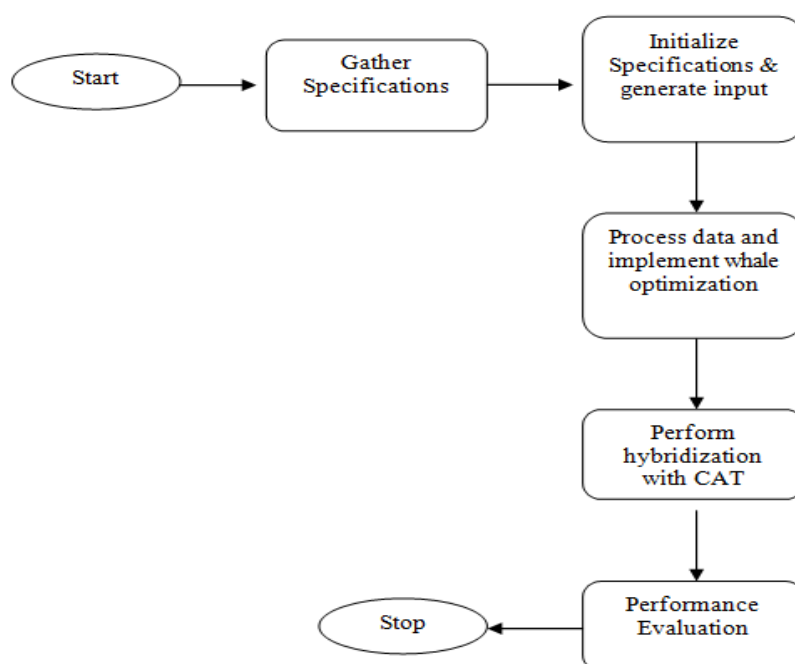 Start
Gather
Specifications
Initialize
Specifications &
generate input
Process data and
implement whale
optimization
Perform
hybridization
with CAT
Performance
Evaluation
Stop